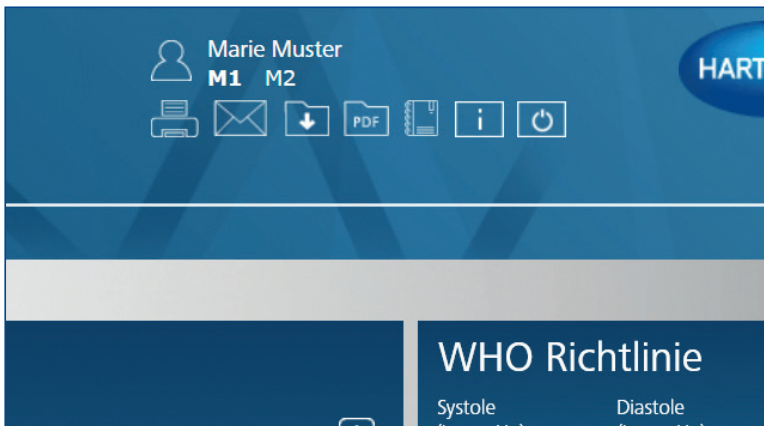 Marie Muster
M1 M2
HART
PDF
i
WHO Richtlinie
Systole Diastole